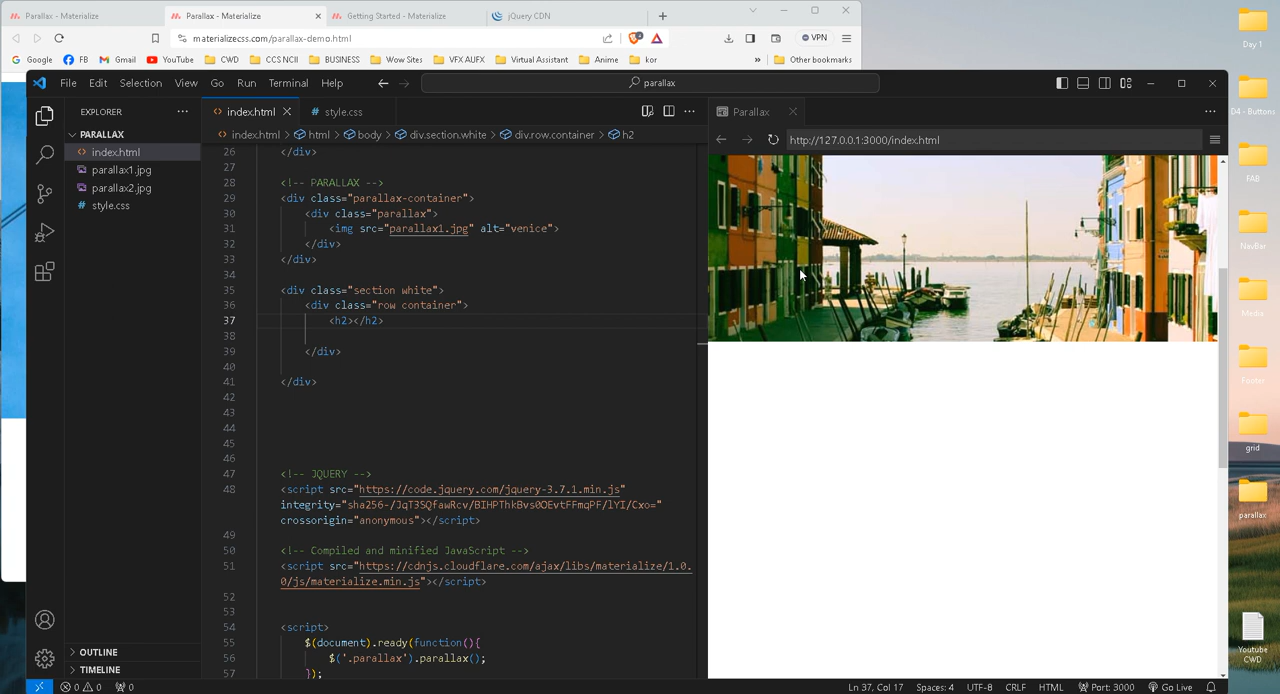 Parallax - Materialize
Parallax - Materialize
Getting Started - Materialize
jQuery CDN
materializecss.com/parallax-demo.html
VPN
Google
FB
Gmail
YouTube
CWD
CCS NCII
BUSINESS
Wow Sites
VFX AUFX
Virtual Assistant
Anime
kor
»
Other bookmarks
File Edit Selection View Go Run Terminal Help
parallax
EXPLORER
PARALLAX
index.html
parallax1.jpg
parallax2.jpg
style.css
OUTLINE
TIMELINE
index.html
style.css
index.html > html > body > div.section.white > div.row.container > h2
26 </div>
27
28 <!-- PARALLAX -->
29 <div class="parallax-container">
30 <div class="parallax">
31 <img src="parallax1.jpg" alt="venice">
32 </div>
33 </div>
34
35 <div class="section white">
36 <div class="row container">
37 <h2></h2>
38
39 </div>
40
41 </div>
42
43
44
45
46
47 <!-- JQUERY -->
48 <script src="https://code.jquery.com/jquery-3.7.1.min.js"
integrity="sha256-/JqT3SQfawRcv/BIHPThkBvs0OEvtFFmqPF/lYI/Cxo="
crossorigin="anonymous"></script>
49
50 <!-- Compiled and minified JavaScript -->
51 <script src="https://cdnjs.cloudflare.com/ajax/libs/materialize/1.0.
0/js/materialize.min.js"></script>
52
53
54 <script>
55 $(document).ready(function(){
56 $('.parallax').parallax();
57 });
Parallax
http://127.0.0.1:3000/index.html
0 0
0
Ln 37, Col 17
Spaces: 4
UTF-8
CRLF
HTML
Port: 3000
Go Live
Day 1
D4 - Buttons
FAB
NavBar
Media
Footer
grid
parallax
Youtube
CWD